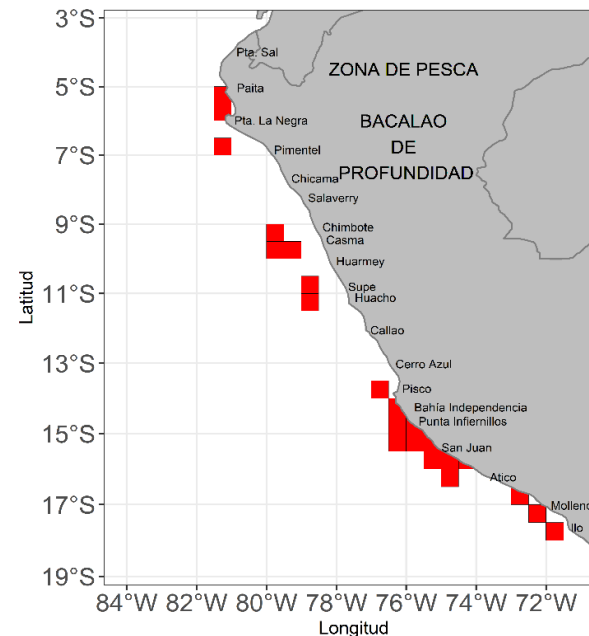 3°S
Pta. Sal
ZONA DE PESCA
5°S
Paita
BACALAO
Pta. La Negra
DE
7°S
Pimentel
PROFUNDIDAD
Chicama
Salaverry
9°S
Chimbote
Casma
Huarmey
11°S
Supe
Huacho
Callao
13°S
Cerro Azul
Pisco
Bahía Independencia
15°S
Punta Infiernillos
San Juan
Atico
17°S
Mollend
Ilo
19°S
84°W 82°W 80°W 78°W 76°W 74°W 72°W
Longitud
Latitud